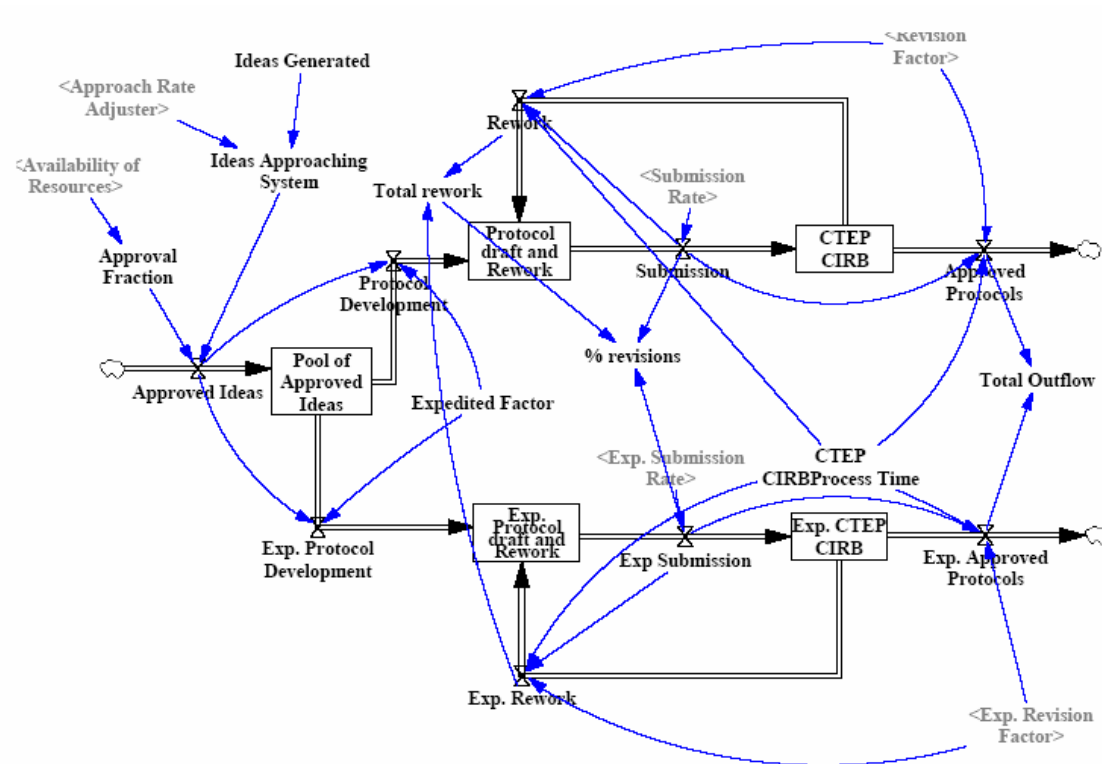 <Revision
Factor>
Ideas Generated
<Approach Rate
Adjuster>
Rework
Ideas Approaching
System
<Availability of
Resources>
Total rework
<Submission
Rate>
Protocol
draft and
Rework
CTEP
CIRB
Approval
Fraction
Submission
Approved
Protocols
Protocol
Development
% revisions
Pool of
Approved
Ideas
Approved Ideas
Total Outflow
Expedited Factor
<Exp. Submission
Rate>
CTEP
CIRBProcess Time
Exp.
Protocol
draft and
Rework
Exp. CTEP
CIRB
Exp. Protocol
Development
Exp Submission
Exp. Approved
Protocols
Exp. Rework
<Exp. Revision
Factor>